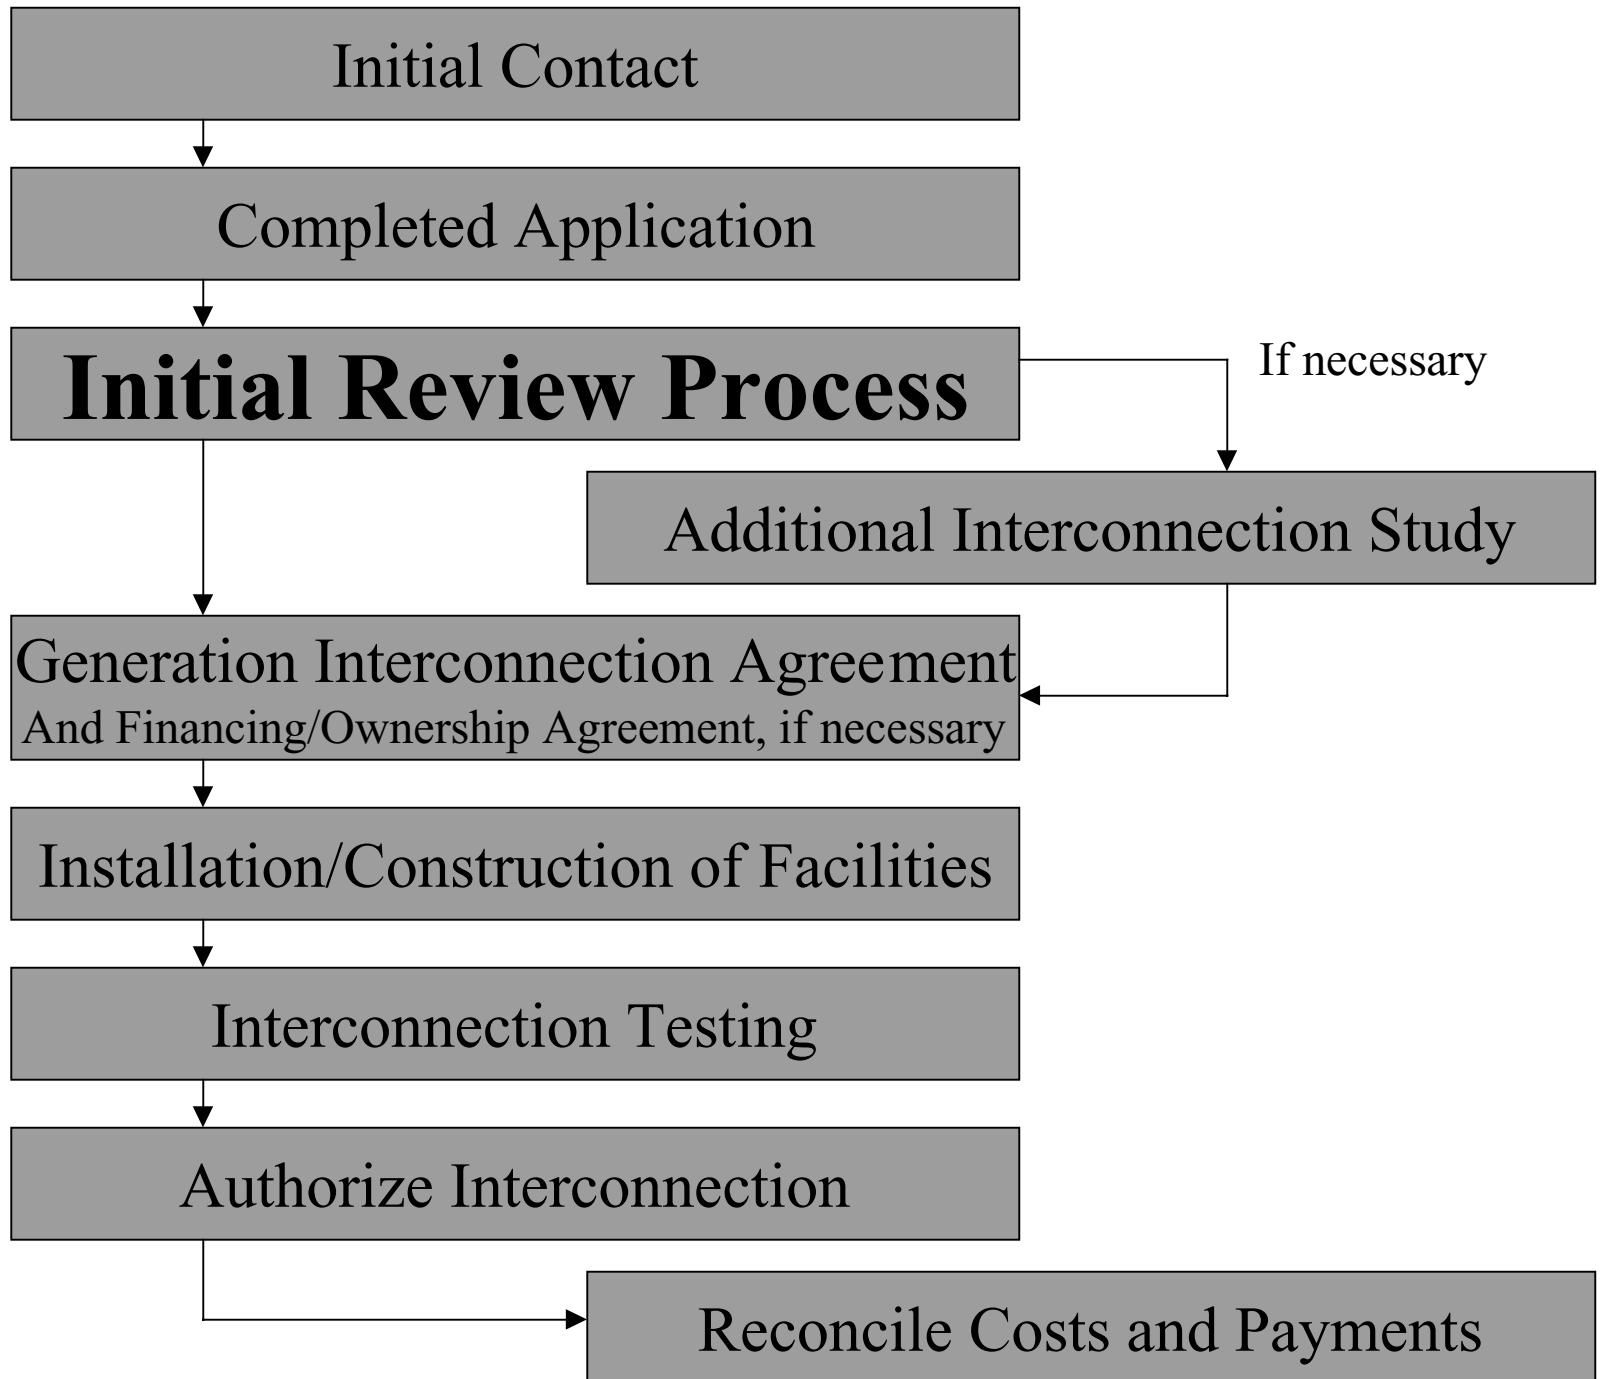 Initial Contact
Completed Application
Initial Review Process
If necessary
Additional Interconnection Study
Generation Interconnection Agreement
And Financing/Ownership Agreement, if necessary
Installation/Construction of Facilities
Interconnection Testing
Authorize Interconnection
Reconcile Costs and Payments